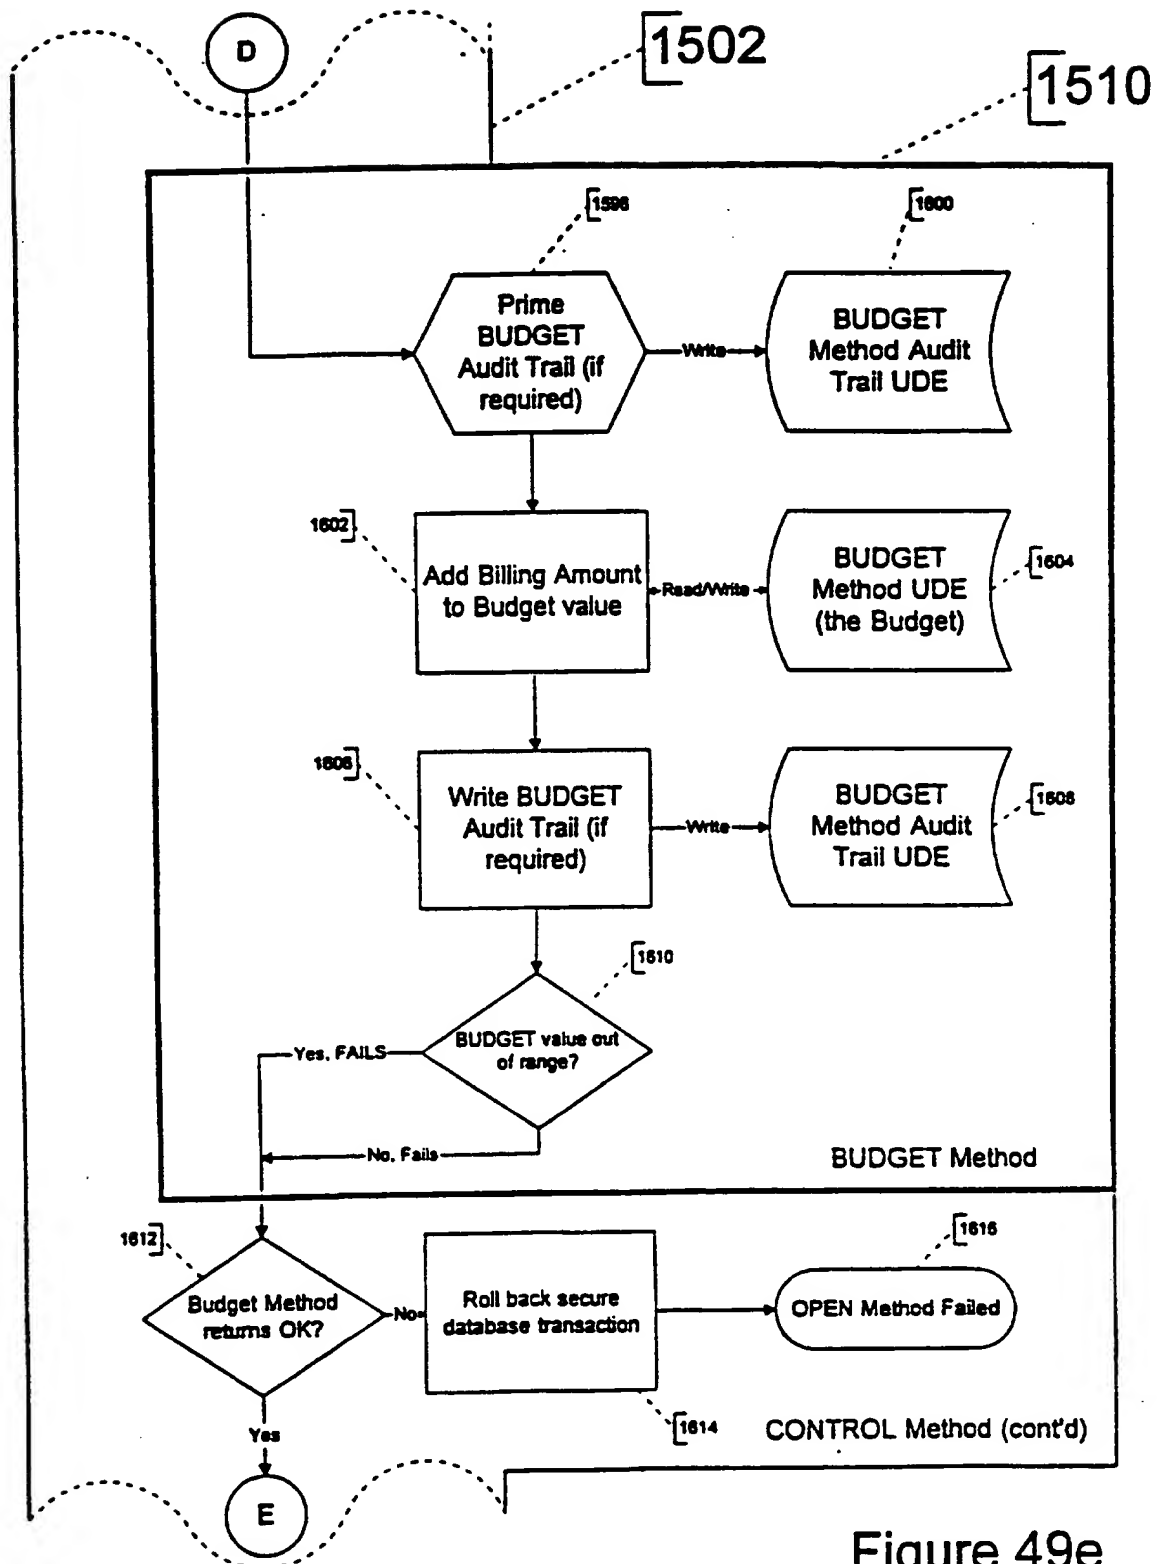 D
1502
1510
1598
1600
Prime
BUDGET
Audit Trail (if
required)
Write
BUDGET
Method Audit
Trail UDE
1602
Add Billing Amount
to Budget value
Read/Write
BUDGET
Method UDE
(the Budget)
1604
1606
Write BUDGET
Audit Trail (if
required)
Write
BUDGET
Method Audit
Trail UDE
1608
1610
BUDGET value out
of range?
Yes, FAILS
No, Fails
BUDGET Method
1612
Budget Method
returns OK?
No
Roll back secure
database transaction
1616
OPEN Method Failed
1614
CONTROL Method (cont'd)
Yes
E
Figure 49e